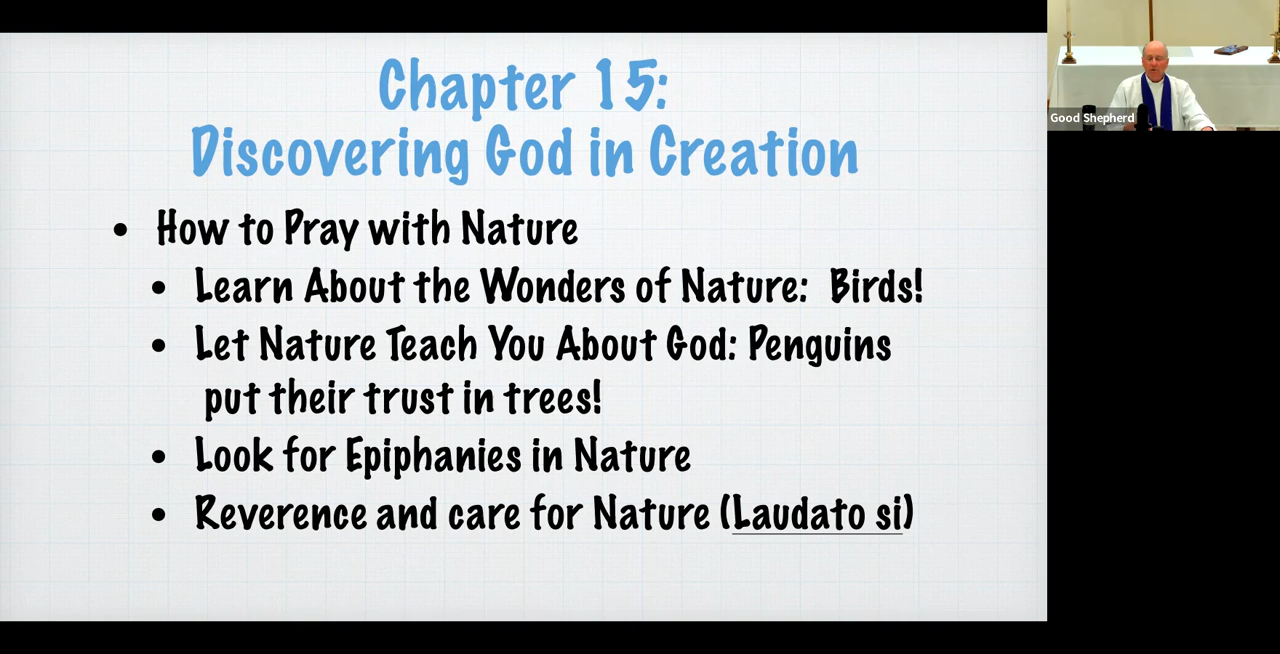 Chapter 15:
Discovering God in Creation
• How to Pray with Nature
• Learn About the Wonders of Nature: Birds!
• Let Nature Teach You About God: Penguins
put their trust in trees!
• Look for Epiphanies in Nature
• Reverence and care for Nature (Laudato si)
Good Shepherd